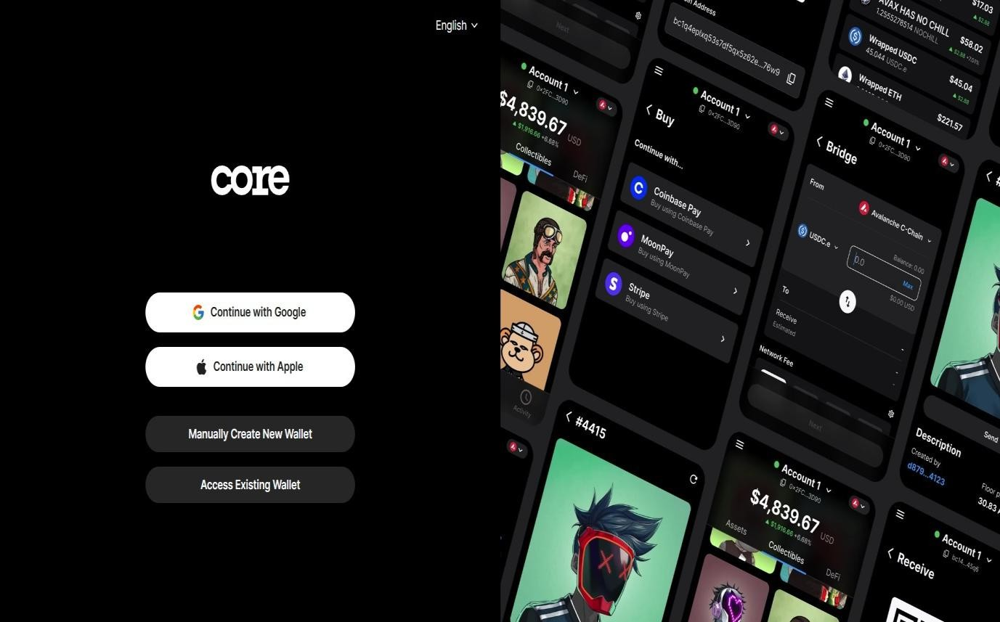 English
core
Continue with Google
Continue with Apple
Manually Create New Wallet
Access Existing Wallet
Next
Account 1
0x2FC...3D90
$4,839.67 USD
$1,916.66 +6.68%
Collectibles
DeFi
Activity
Address
bc1q4eplxq53s7df5qx5z62e...76w9
Account 1
0x2FC...3D90
Buy
Continue with...
Coinbase Pay
Buy using Coinbase Pay
MoonPay
Buy using MoonPay
Stripe
Buy using Stripe
#4415
$17.03
$2.88
AVAX HAS NO CHILL
$58.02
1.2555278514 NOCHILL
$2.88 +7.01%
Wrapped USDC
$45.04
45.044 USDC.e
$2.88
Wrapped ETH
$221.57
Account 1
0x2FC...3D90
Bridge
From
Avalanche C-Chain
USDC.e
Balance: 0.00
0.0
Max
$0.00 USD
To
Receive
Estimated
-
-
-
Network Fee
Next
Account 1
0x2FC...3D90
$4,839.67 USD
$1,916.66 +6.68%
Assets
Collectibles
DeFi
Send
Description
Created by
d879...4123
Floor p
30.83
Account 1
bc14...45q6
Receive